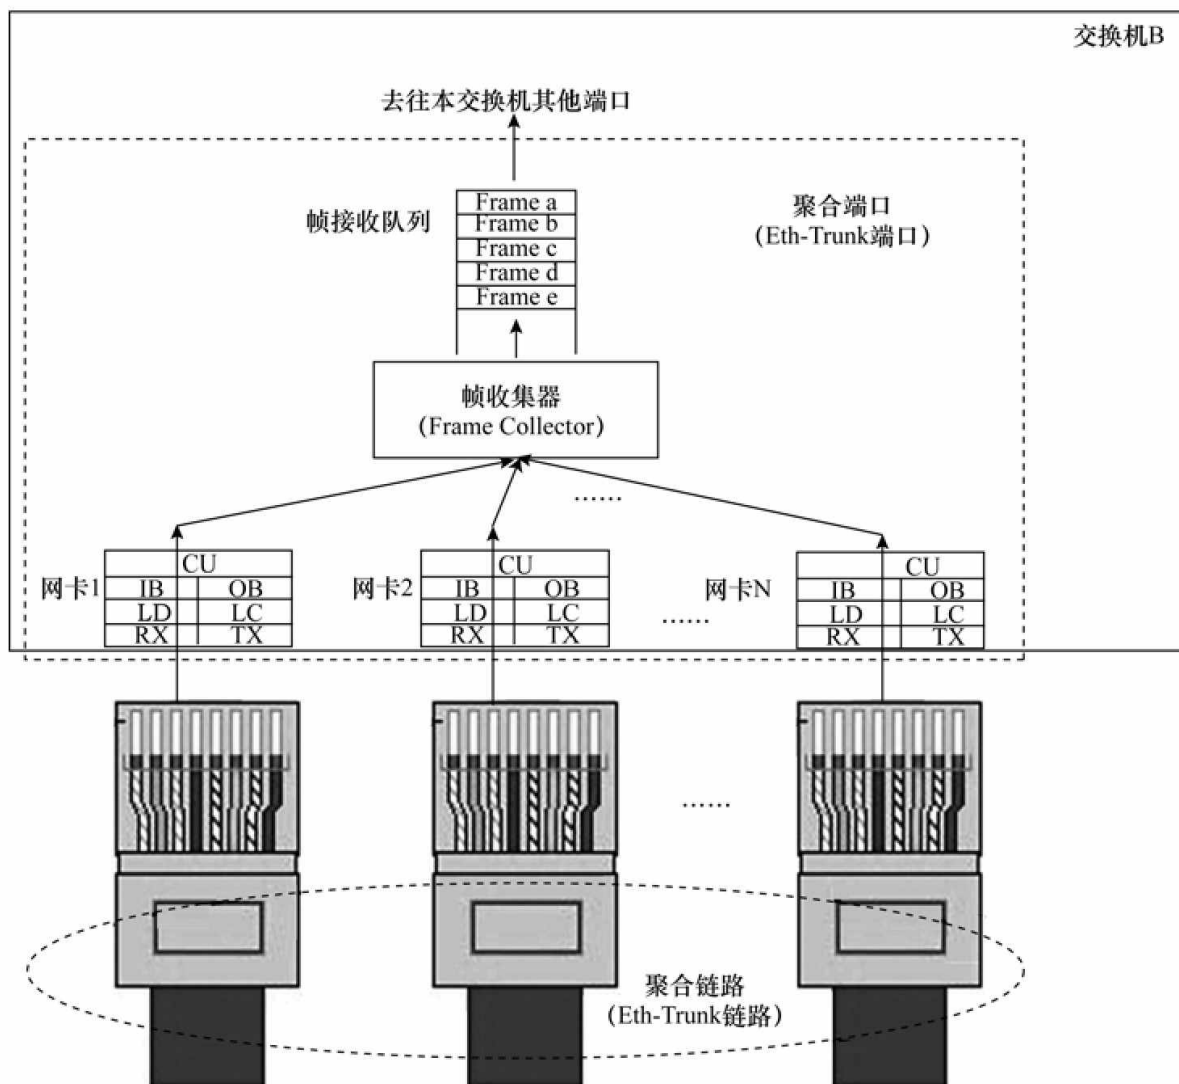 交换机B
去往本交换机其他端口
帧接收队列
Frame a
Frame b
Frame c
Frame d
Frame e
聚合端口
（Eth-Trunk端口）
帧收集器
（Frame Collector）
……
网卡1
CU
IB OB
LD LC
RX TX
网卡2
CU
IB OB
LD LC
RX TX
……
网卡N
CU
IB OB
LD LC
RX TX
……
聚合链路
（Eth-Trunk链路）